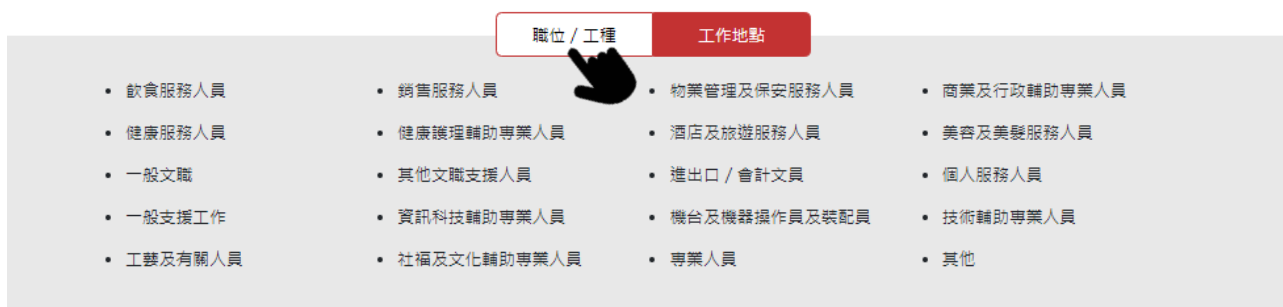 職位 / 工種
工作地點
• 飲食服務人員 • 銷售服務人員 • 物業管理及保安服務人員 • 商業及行政輔助專業人員
• 健康服務人員 • 健康護理輔助專業人員 • 酒店及旅遊服務人員 • 美容及美髮服務人員
• 一般文職 • 其他文職支援人員 • 進出口 / 會計文員 • 個人服務人員
• 一般支援工作 • 資訊科技輔助專業人員 • 機台及機器操作員及裝配員 • 技術輔助專業人員
• 工藝及有關人員 • 社福及文化輔助專業人員 • 專業人員 • 其他